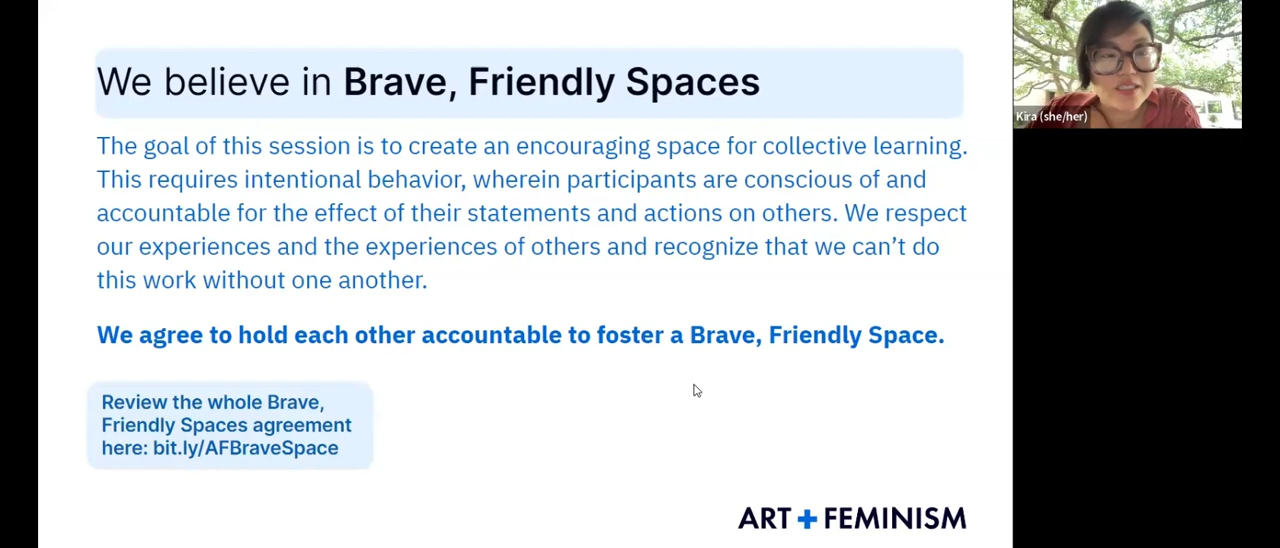 We believe in Brave, Friendly Spaces
The goal of this session is to create an encouraging space for collective learning.
This requires intentional behavior, wherein participants are conscious of and
accountable for the effect of their statements and actions on others. We respect
our experiences and the experiences of others and recognize that we can’t do
this work without one another.
We agree to hold each other accountable to foster a Brave, Friendly Space.
Review the whole Brave,
Friendly Spaces agreement
here: bit.ly/AFBraveSpace
ART + FEMINISM
Kira (she/her)